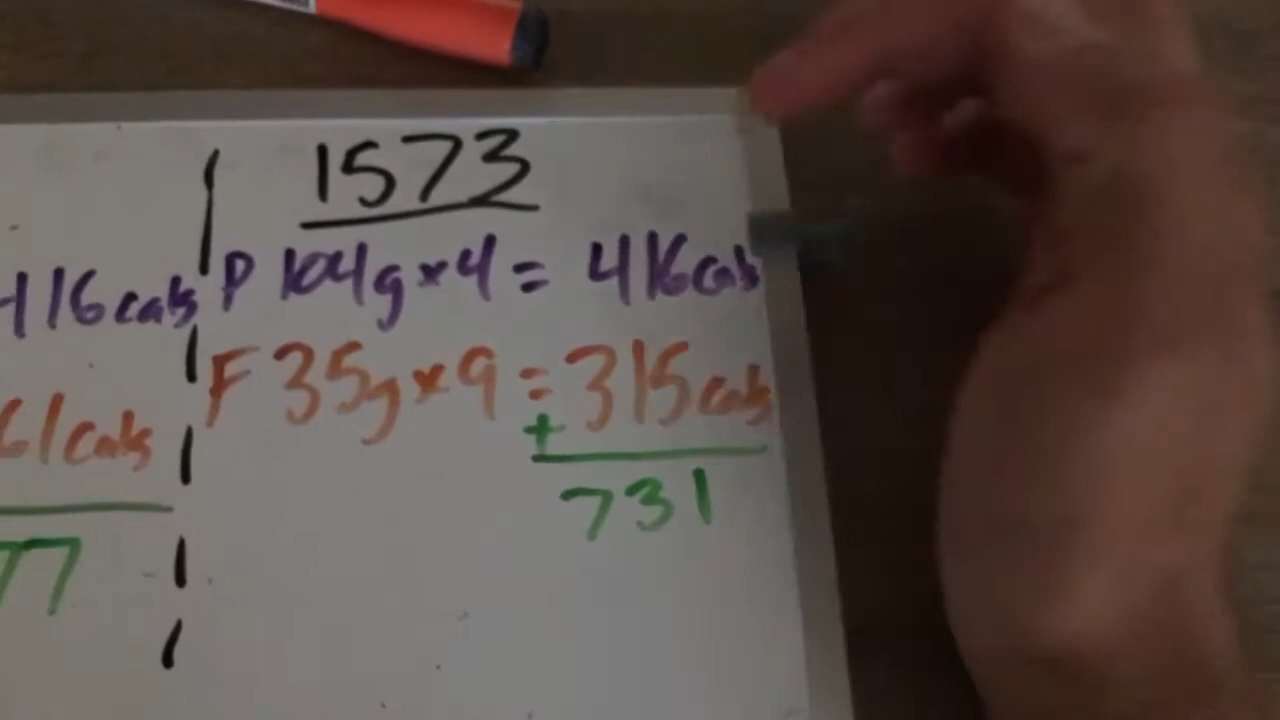 1573
416cals
P 104g×4 = 416cals
61cals
F 35g×9 = 315cals
+
77
731